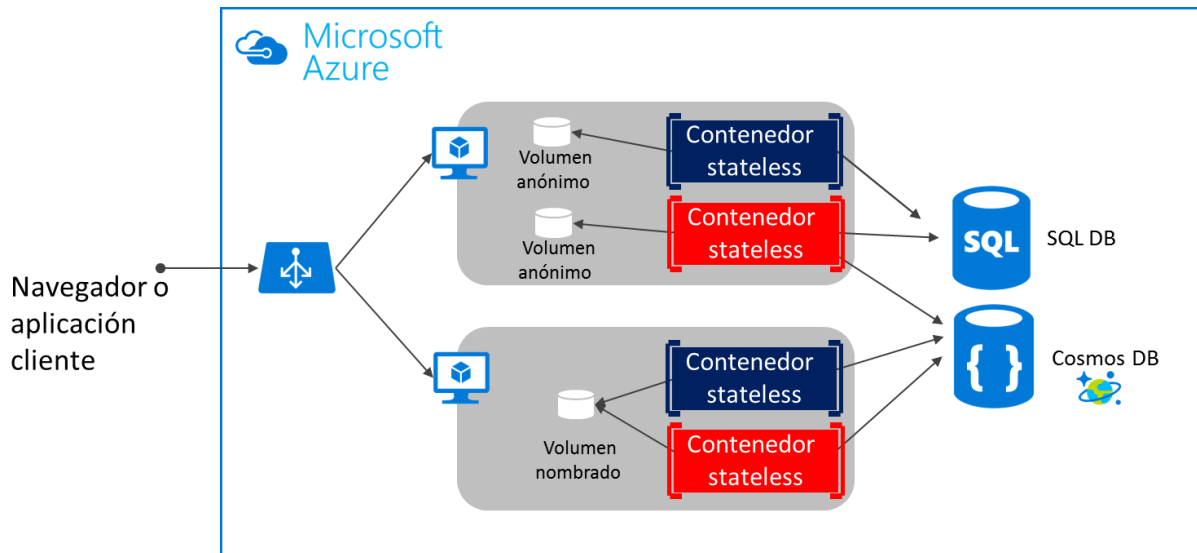 Microsoft
Azure
Navegador o
aplicación
cliente
Volumen
anónimo
Contenedor
stateless
Volumen
anónimo
Contenedor
stateless
Volumen
nombrado
Contenedor
stateless
Contenedor
stateless
SQL
SQL DB
{ }
Cosmos DB